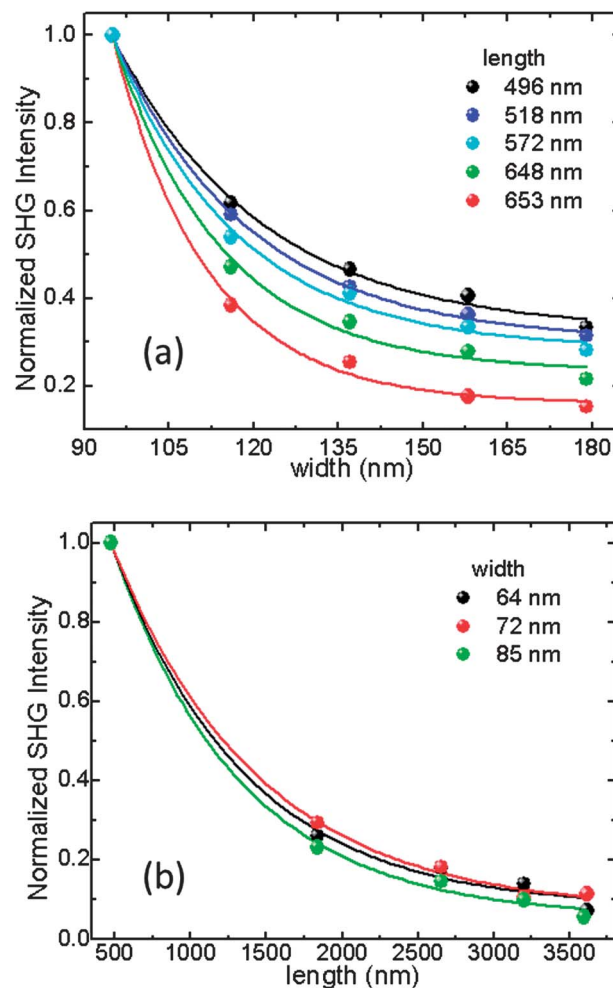 1.0
0.8
0.6
0.4
0.2
Normalized SHG Intensity
length
496 nm
518 nm
572 nm
648 nm
653 nm
(a)
90 105 120 135 150 165 180
width (nm)
1.0
0.8
0.6
0.4
0.2
0.0
Normalized SHG Intensity
width
64 nm
72 nm
85 nm
(b)
500 1000 1500 2000 2500 3000 3500
length (nm)